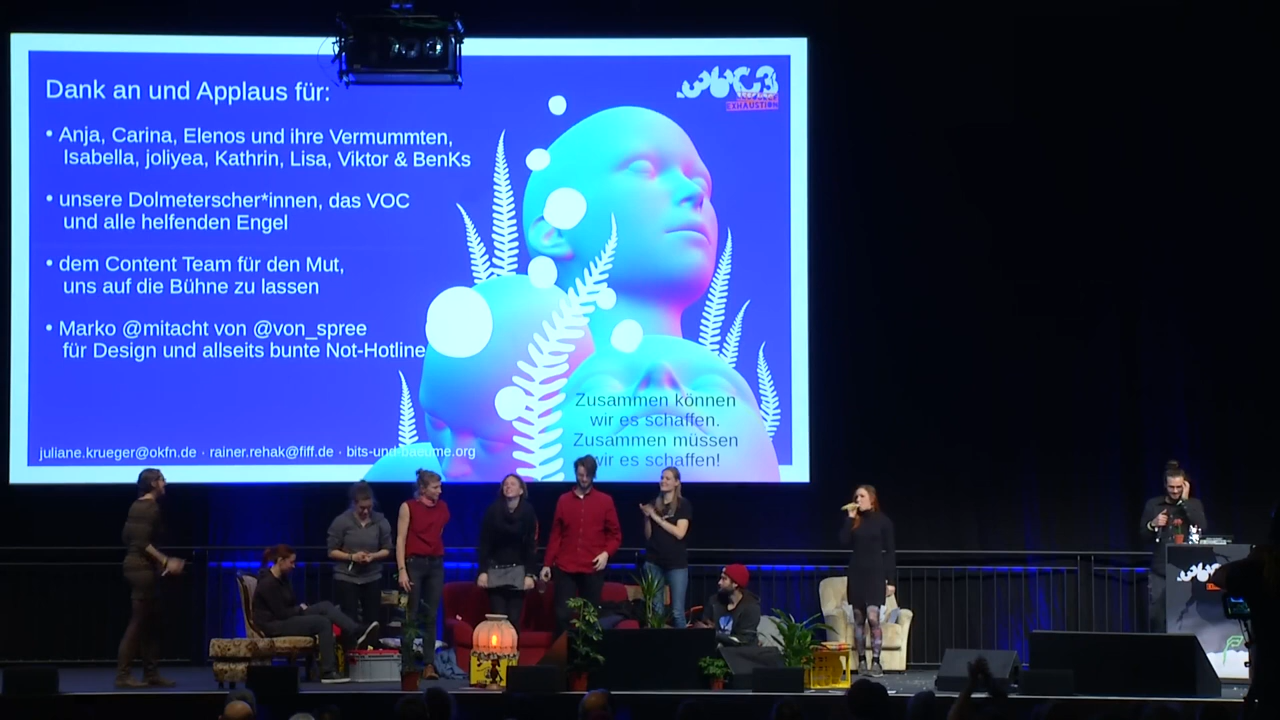 Dank an und Applaus für:
• Anja, Carina, Elenos und ihre Vermummten,
Isabella, joliyea, Kathrin, Lisa, Viktor & BenKs
• unsere Dolmeterscher*innen, das VOC
und alle helfenden Engel
• dem Content Team für den Mut,
uns auf die Bühne zu lassen
• Marko @mitacht von @von_spree
für Design und allseits bunte Not-Hotline
Zusammen können
wir es schaffen.
Zusammen müssen
wir es schaffen!
juliane.krueger@okfn.de · rainer.rehak@fiff.de · bits-und-baeume.org
EXHAUSTION